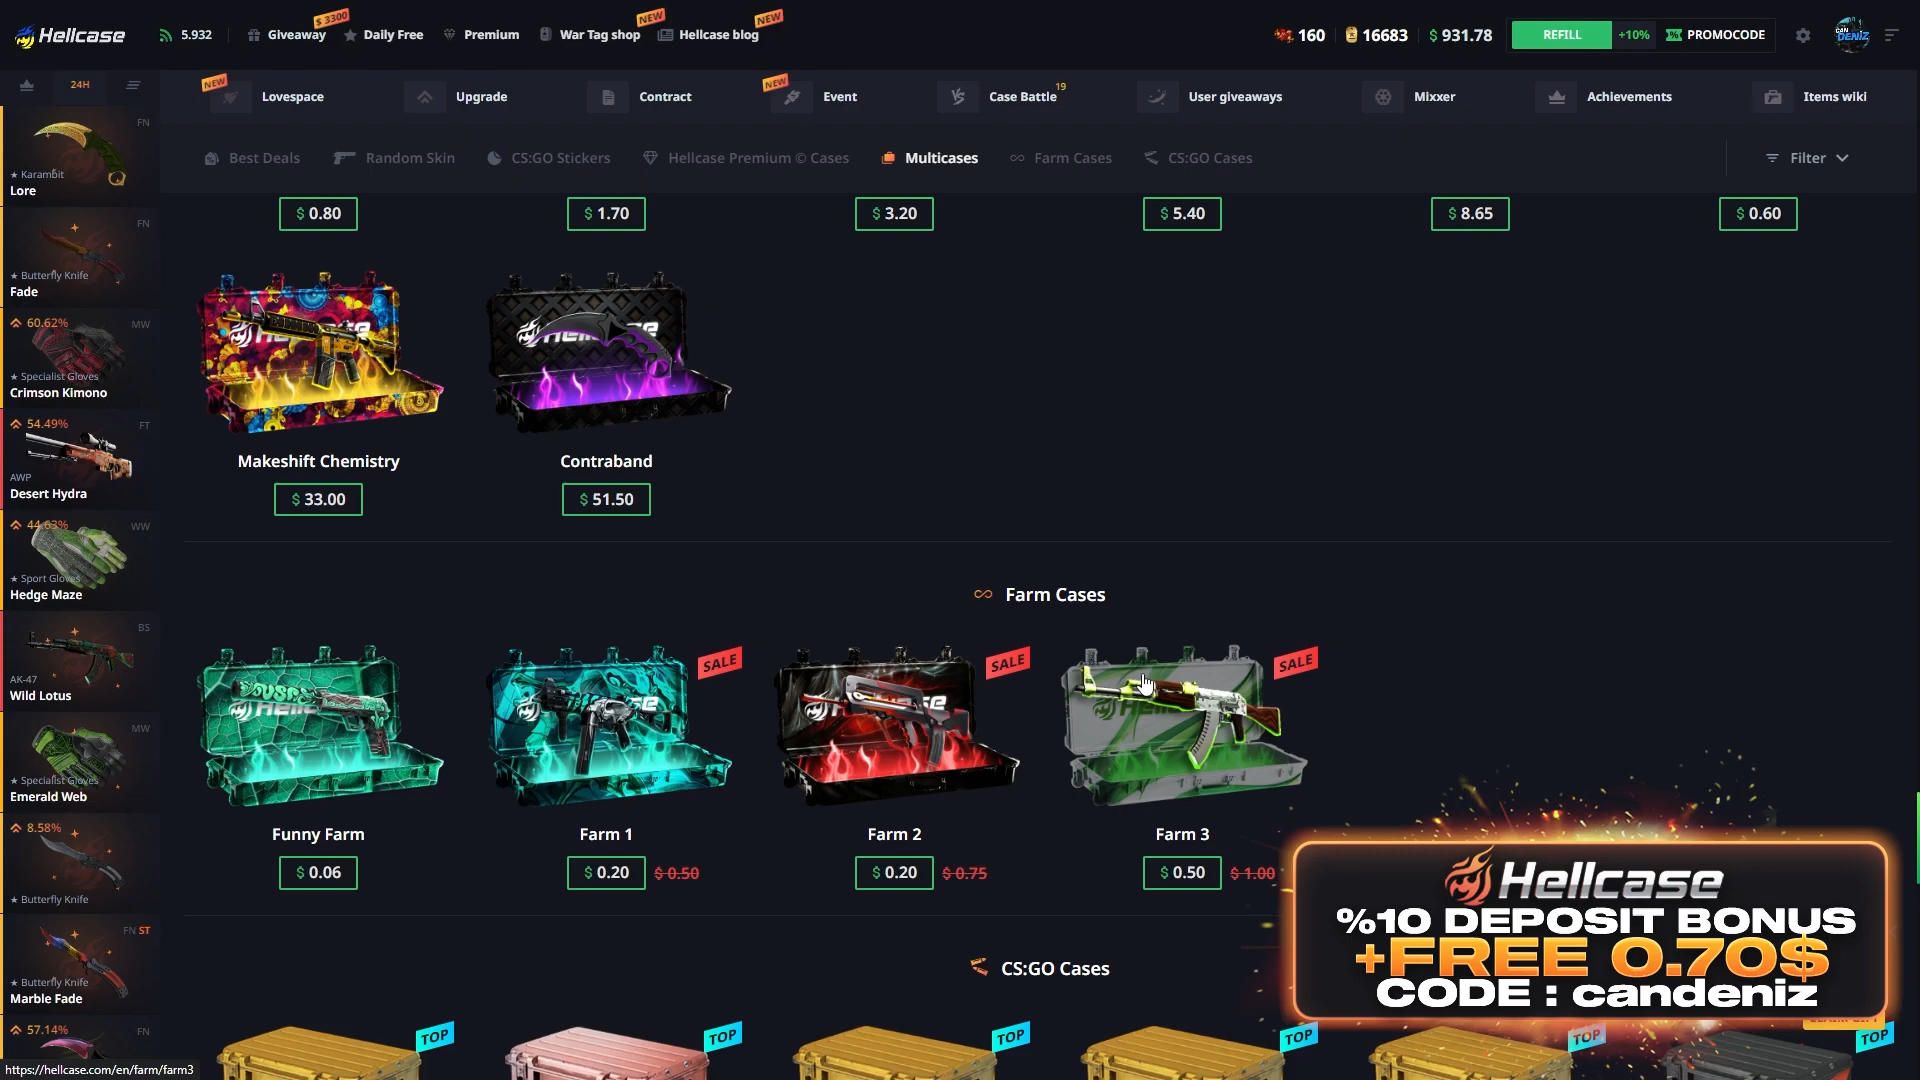 Hellcase
5.932
Giveaway
$ 3300
Daily Free
Premium
War Tag shop
NEW
Hellcase blog
NEW
160
16683
$ 931.78
REFILL
+10%
PROMOCODE
CAN DENIZ
24H
NEW
Lovespace
Upgrade
Contract
NEW
Event
Case Battle
19
User giveaways
Mixxer
Achievements
Items wiki
Best Deals
Random Skin
CS:GO Stickers
Hellcase Premium © Cases
Multicases
Farm Cases
CS:GO Cases
Filter
FN
★ Karambit
Lore
FN
★ Butterfly Knife
Fade
60.62%
MW
★ Specialist Gloves
Crimson Kimono
54.49%
FT
AWP
Desert Hydra
44.63%
WW
★ Sport Gloves
Hedge Maze
BS
AK-47
Wild Lotus
MW
★ Specialist Gloves
Emerald Web
8.58%
★ Butterfly Knife
FN ST
★ Butterfly Knife
Marble Fade
57.14%
FN
$ 0.80
$ 1.70
$ 3.20
$ 5.40
$ 8.65
$ 0.60
Makeshift Chemistry
$ 33.00
Contraband
$ 51.50
Farm Cases
SALE
SALE
SALE
Funny Farm
$ 0.06
Farm 1
$ 0.20 $ 0.50
Farm 2
$ 0.20 $ 0.75
Farm 3
$ 0.50 $ 1.00
CS:GO Cases
TOP
TOP
TOP
TOP
TOP
TOP
Hellcase
%10 DEPOSIT BONUS
+FREE 0.70$
CODE : candeniz
https://hellcase.com/en/farm/farm3